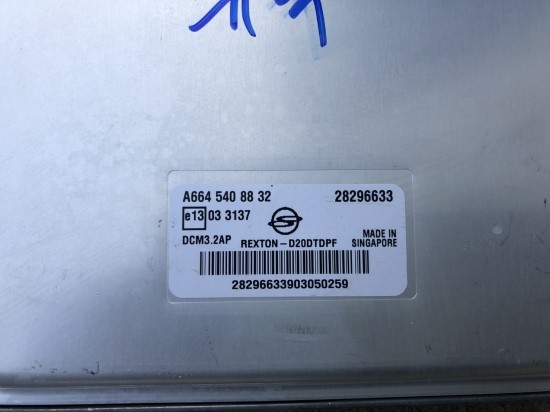 A664 540 88 32 28296633
e13 03 3137
DCM3.2AP REXTON-D20DTDPF MADE IN
SINGAPORE
28296633903050259